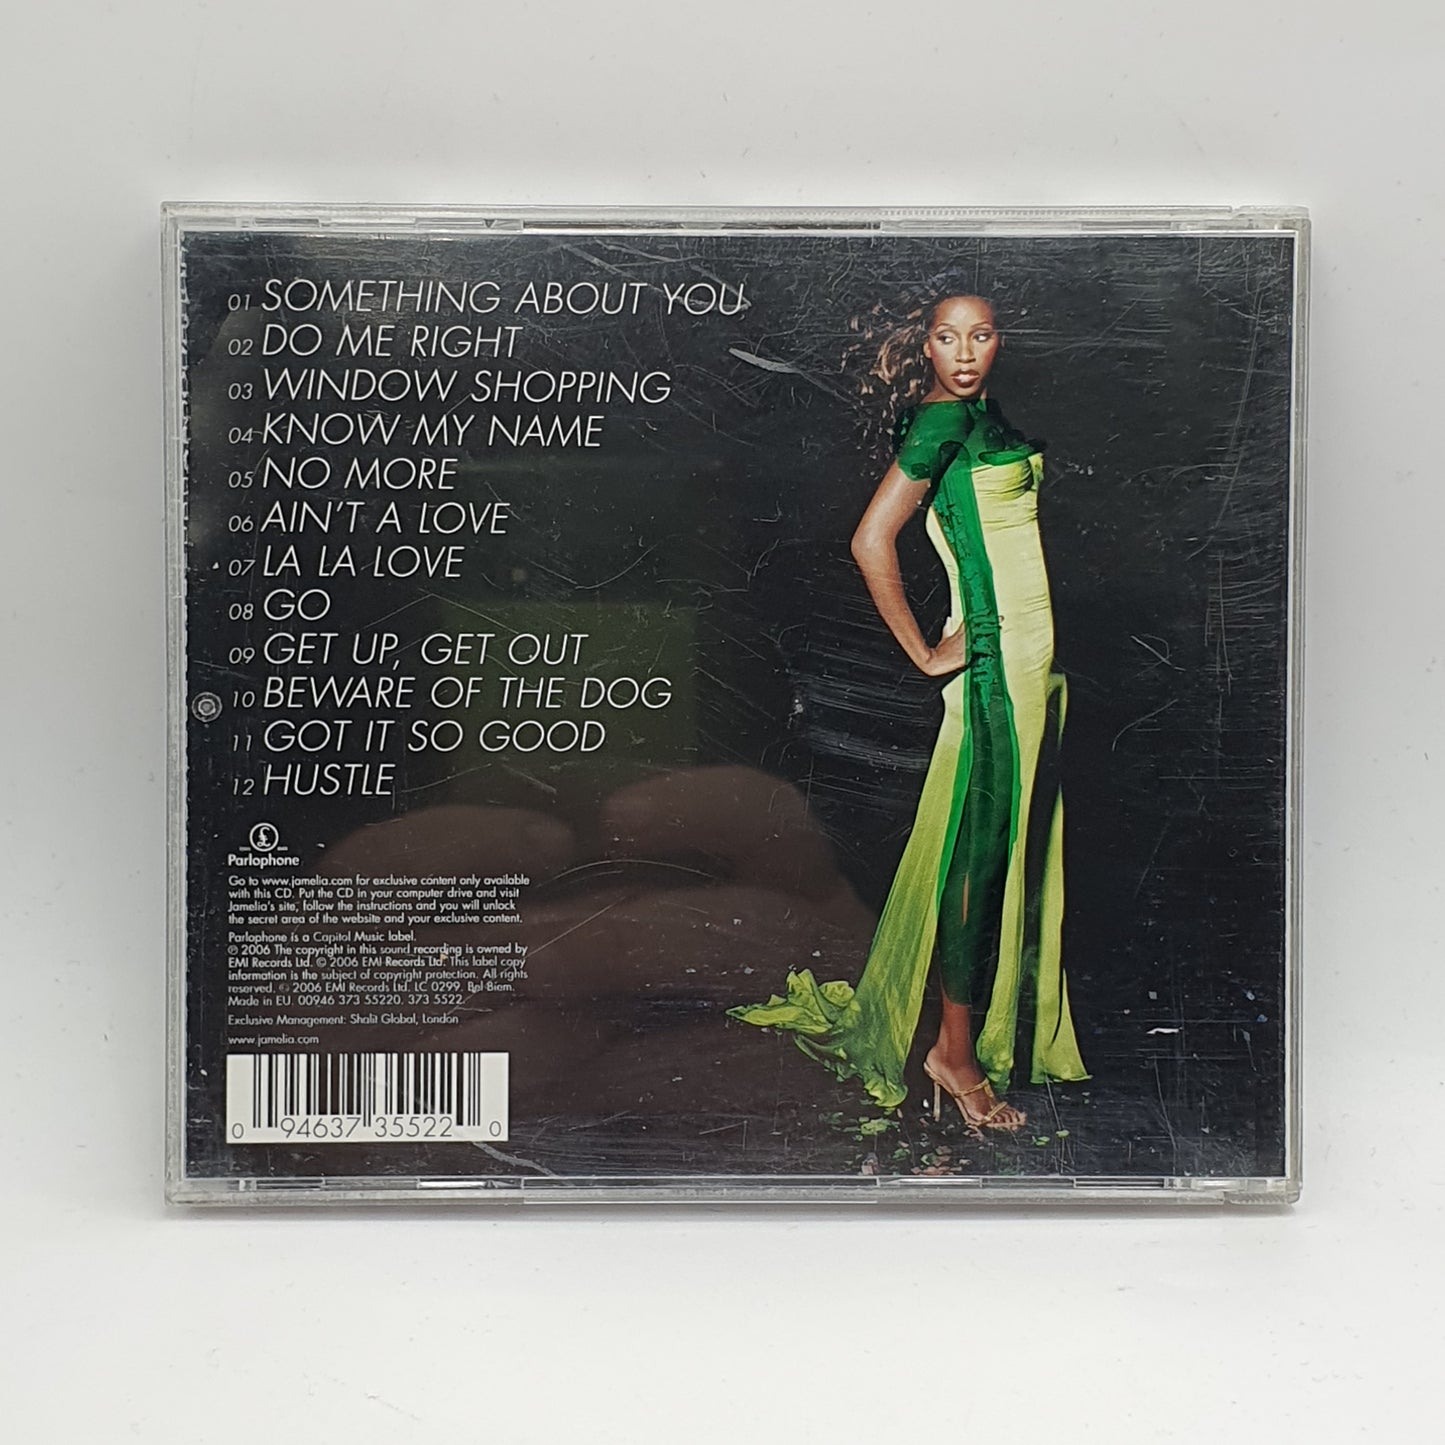 01 SOMETHING ABOUT YOU
02 DO ME RIGHT
03 WINDOW SHOPPING
04 KNOW MY NAME
05 NO MORE
06 AIN'T A LOVE
07 LA LA LOVE
08 GO
09 GET UP, GET OUT
10 BEWARE OF THE DOG
11 GOT IT SO GOOD
12 HUSTLE
£
Parlophone
Go to www.jamelia.com for exclusive content only available
with this CD. Put the CD in your computer drive and visit
Jamelia's site, follow the instructions and you will unlock
the secret area of the website and your exclusive content.
Parlophone is a Capitol Music label.
℗ 2006 The copyright in this sound recording is owned by
EMI Records Ltd. © 2006 EMI Records Ltd. This label copy
information is the subject of copyright protection. All rights
reserved. © 2006 EMI Records Ltd. LC 0299. Bel Biem.
Made in EU. 00946 373 55220. 373 5522.
Exclusive Management: Shalit Global, London
www.jamelia.com
0 94637 35522 0